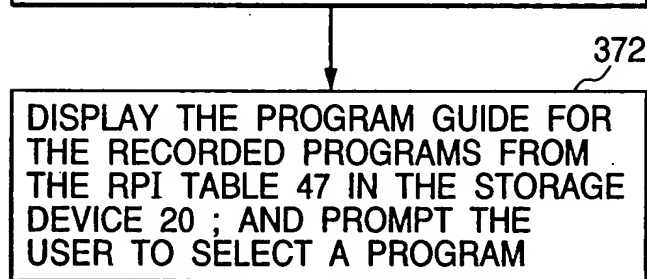 372
DISPLAY THE PROGRAM GUIDE FOR
THE RECORDED PROGRAMS FROM
THE RPI TABLE 47 IN THE STORAGE
DEVICE 20 ; AND PROMPT THE
USER TO SELECT A PROGRAM